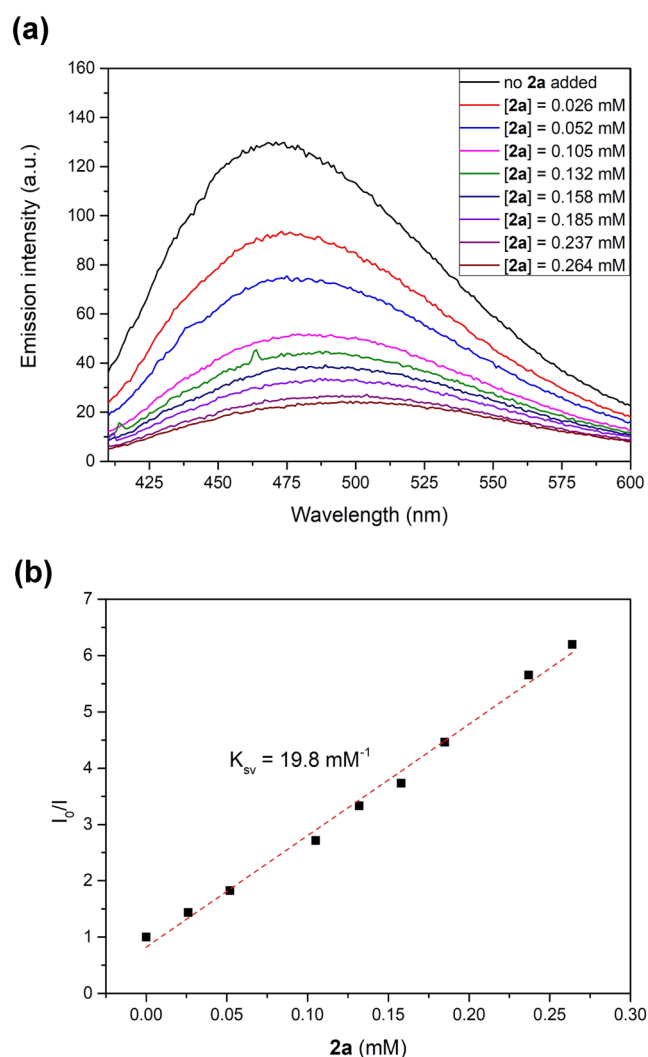 (a)
160
140
120
100
80
60
40
20
0
Emission intensity (a.u.)
no 2a added
[2a] = 0.026 mM
[2a] = 0.052 mM
[2a] = 0.105 mM
[2a] = 0.132 mM
[2a] = 0.158 mM
[2a] = 0.185 mM
[2a] = 0.237 mM
[2a] = 0.264 mM
425 450 475 500 525 550 575 600
Wavelength (nm)
(b)
7
6
5
4
3
2
1
0
I₀/I
Kₛᵥ = 19.8 mM⁻¹
0.00 0.05 0.10 0.15 0.20 0.25 0.30
2a (mM)